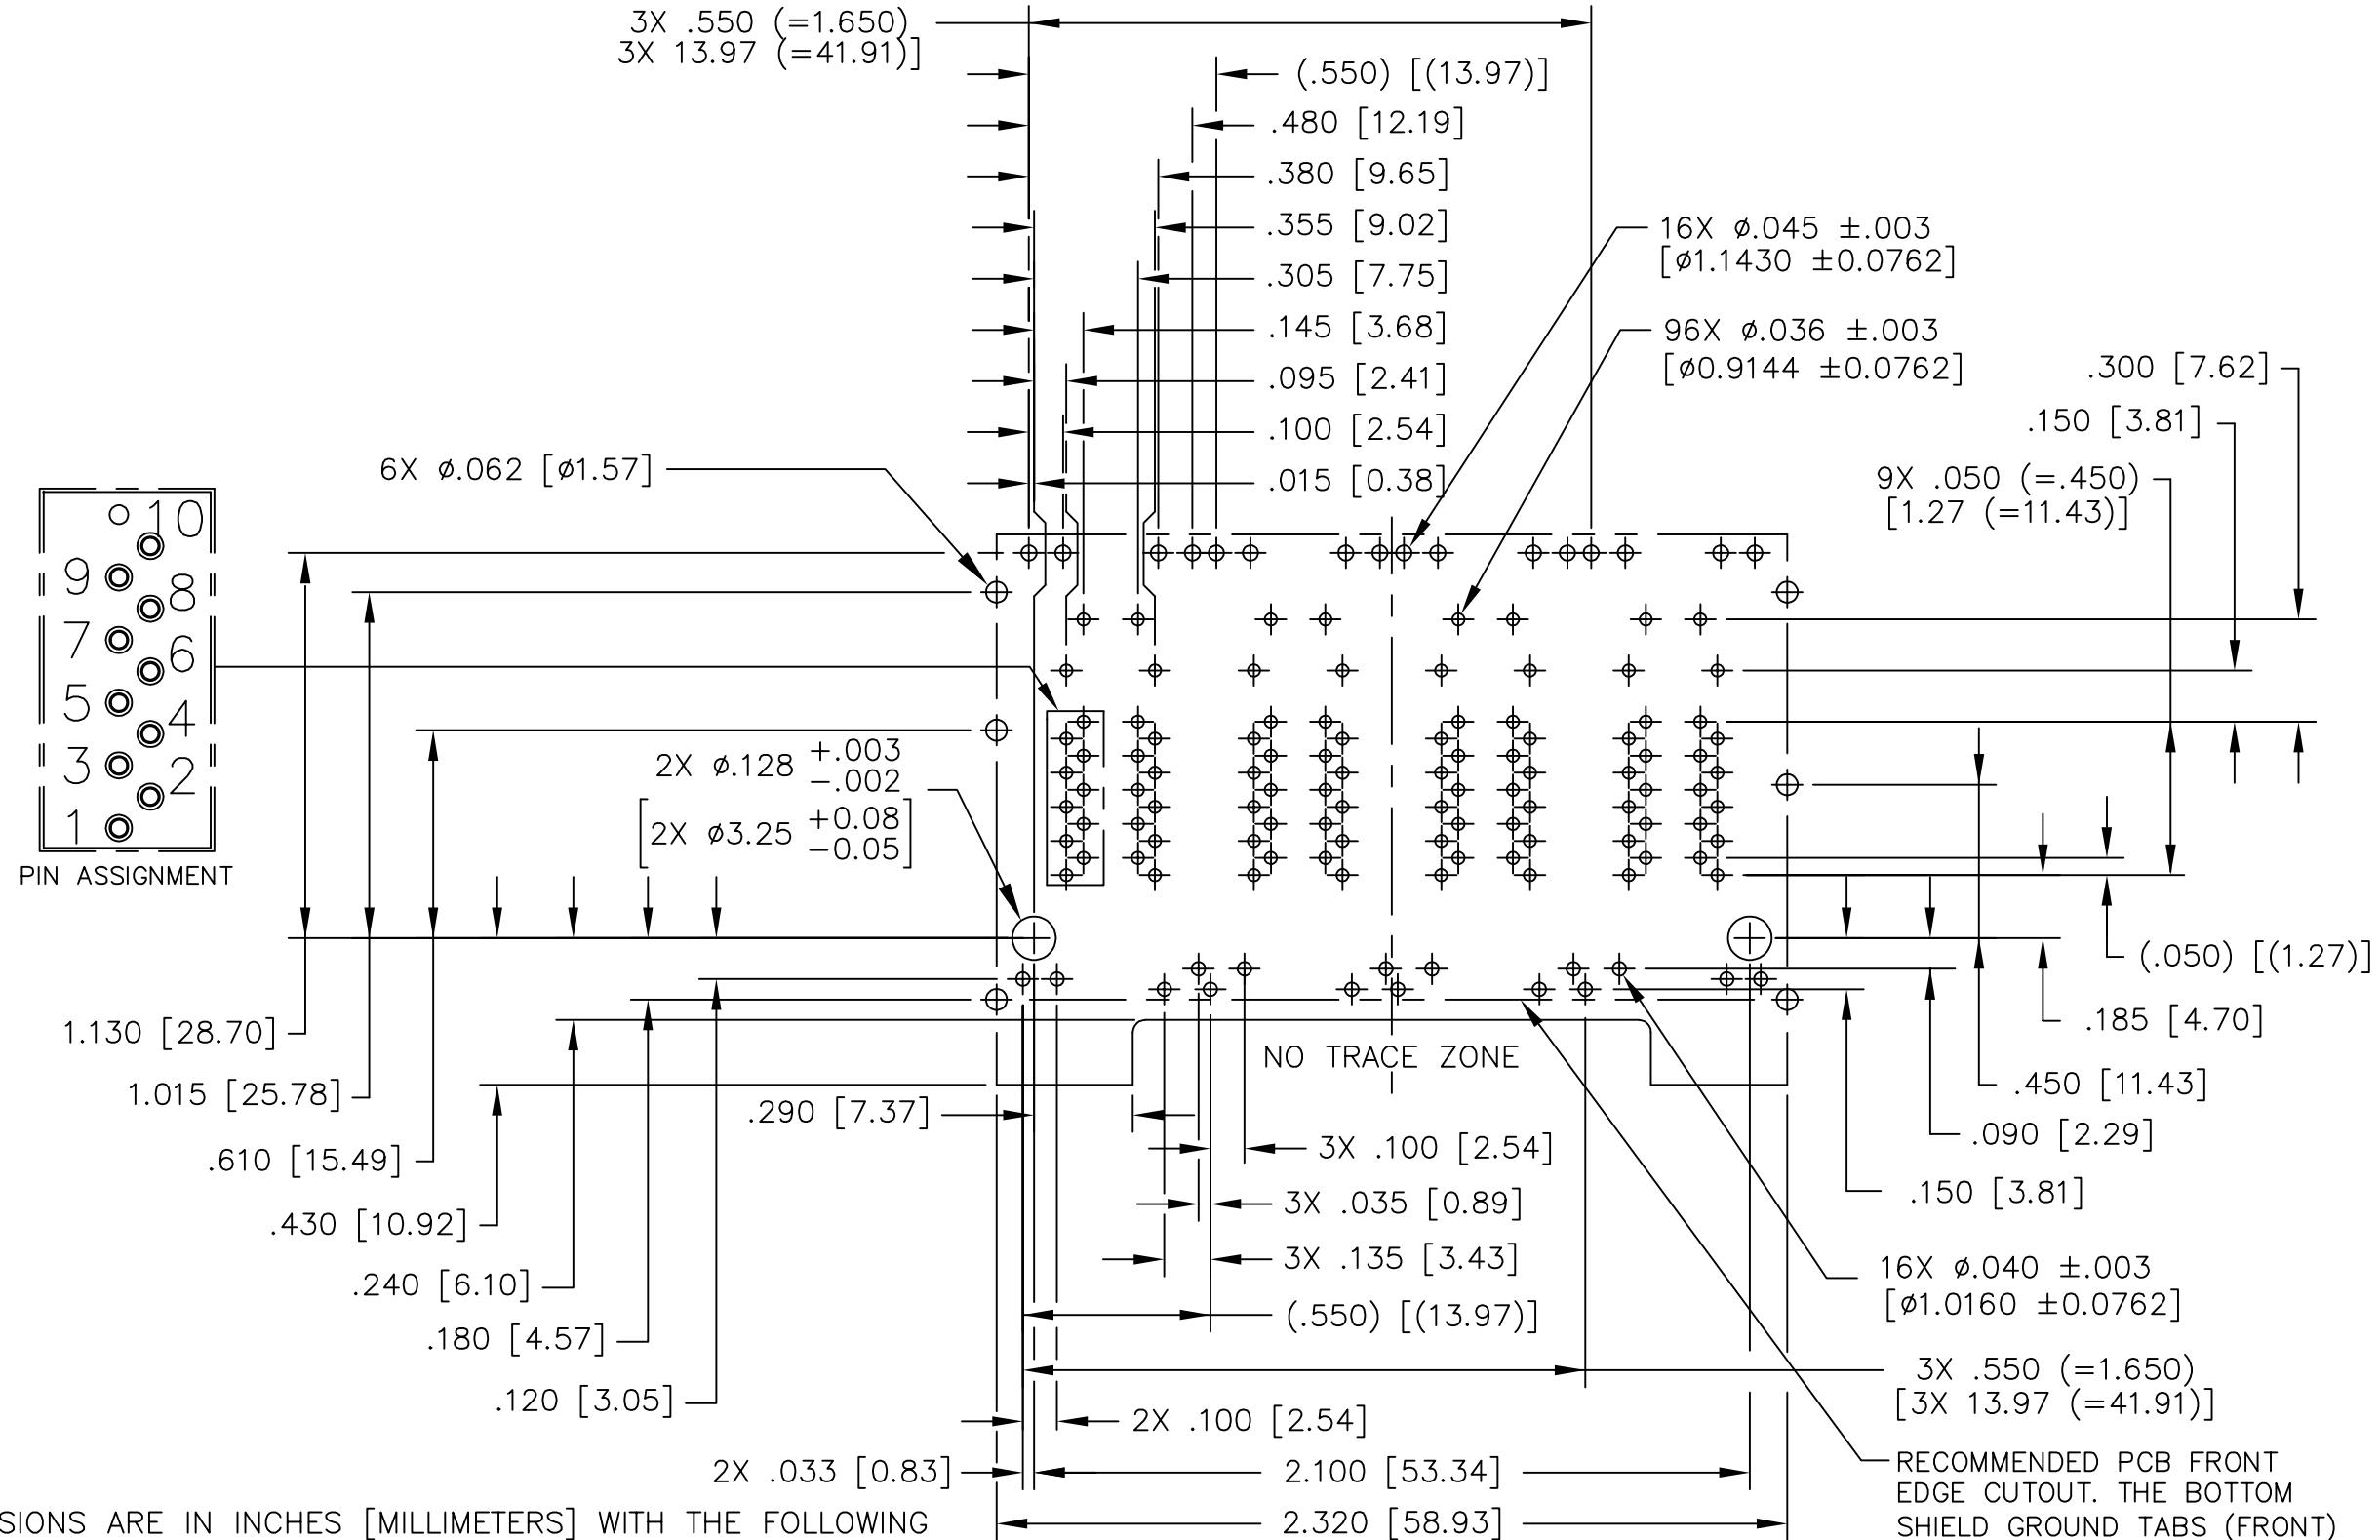 3X .550 (=1.650)
3X 13.97 (=41.91)]
(.550) [(13.97)]
.480 [12.19]
.380 [9.65]
.355 [9.02]
.305 [7.75]
.145 [3.68]
.095 [2.41]
.100 [2.54]
.015 [0.38]
16X ø.045 ±.003
[ø1.1430 ±0.0762]
96X ø.036 ±.003
[ø0.9144 ±0.0762]
.300 [7.62]
.150 [3.81]
9X .050 (=.450)
[1.27 (=11.43)]
6X ø.062 [ø1.57]
10
9
8
7
6
5
4
3
2
1
PIN ASSIGNMENT
2X ø.128 +.003
-.002
[2X ø3.25 +0.08
-0.05]
(.050) [(1.27)]
.185 [4.70]
.450 [11.43]
.090 [2.29]
.150 [3.81]
1.130 [28.70]
1.015 [25.78]
.610 [15.49]
.430 [10.92]
.240 [6.10]
.180 [4.57]
.120 [3.05]
NO TRACE ZONE
.290 [7.37]
3X .100 [2.54]
3X .035 [0.89]
3X .135 [3.43]
(.550) [(13.97)]
16X ø.040 ±.003
[ø1.0160 ±0.0762]
3X .550 (=1.650)
[3X 13.97 (=41.91)]
2X .100 [2.54]
2X .033 [0.83]
2.100 [53.34]
2.320 [58.93]
RECOMMENDED PCB FRONT
EDGE CUTOUT. THE BOTTOM
SHIELD GROUND TABS (FRONT)
SIONS ARE IN INCHES [MILLIMETERS] WITH THE FOLLOWING